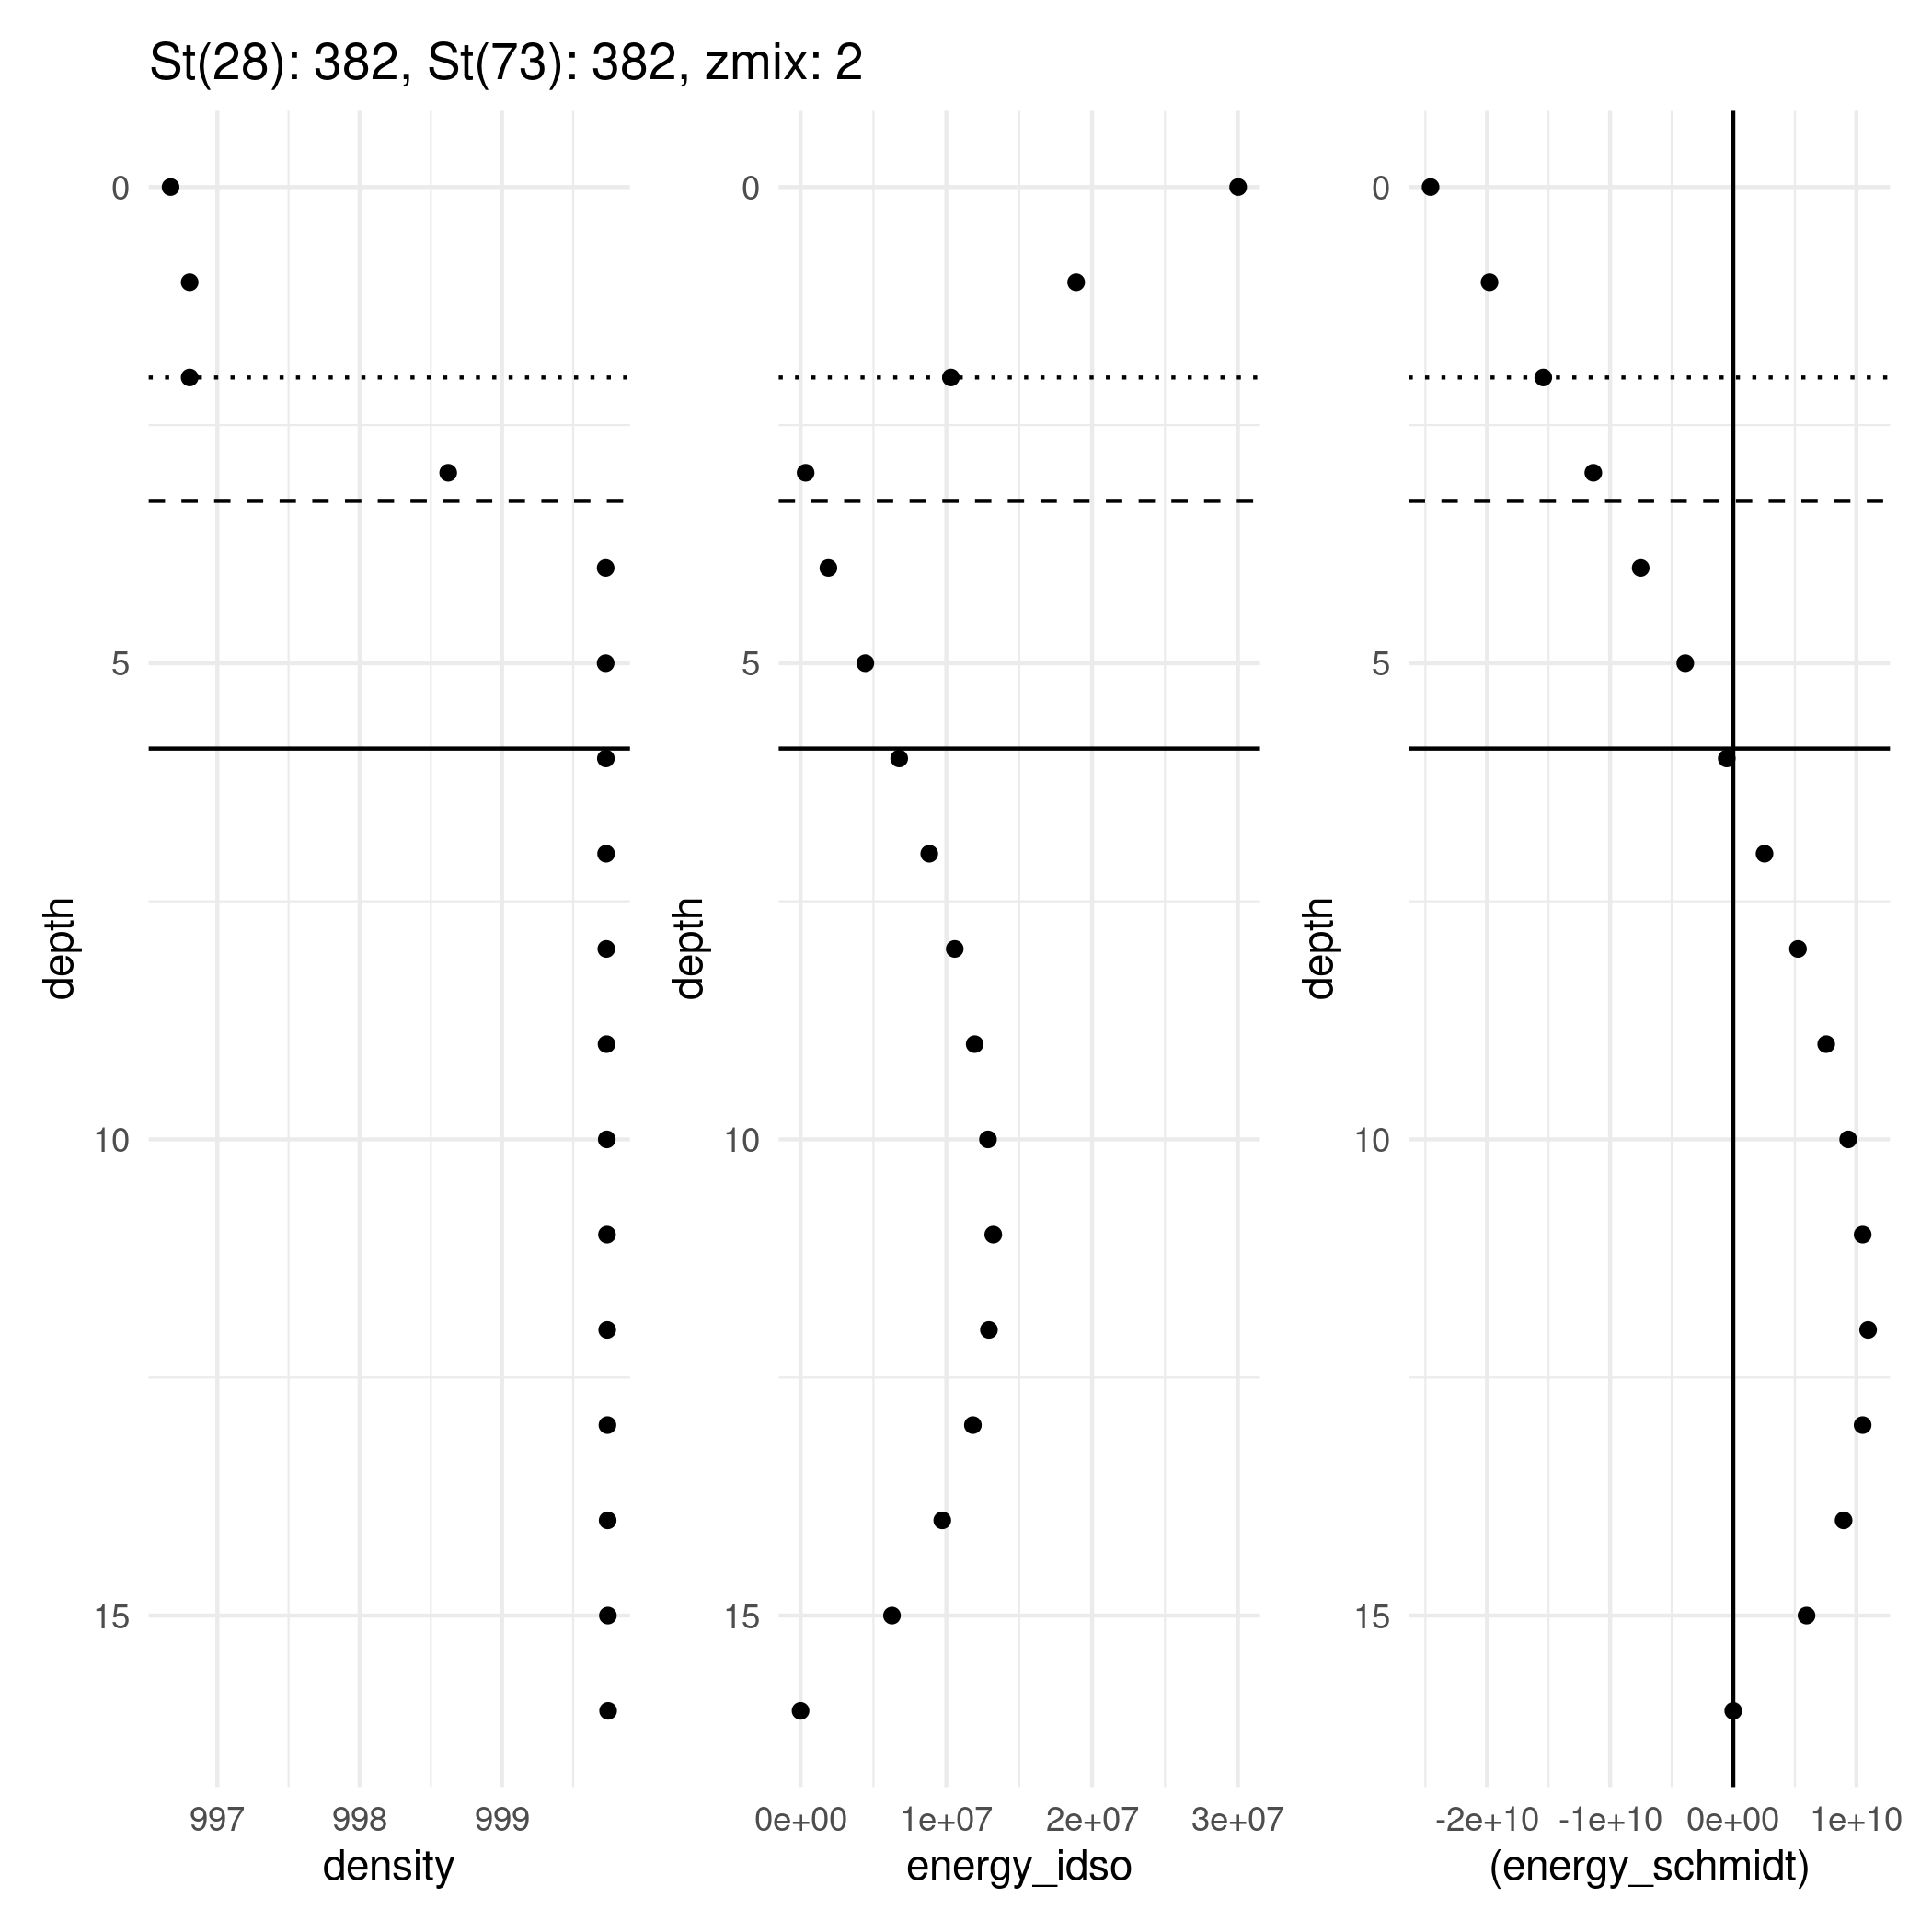 St(28): 382, St(73): 382, zmix: 2
0
5
10
15
depth
997 998 999
density
0
5
10
15
depth
0e+00 1e+07 2e+07 3e+07
energy_idso
0
5
10
15
depth
-2e+10 -1e+10 0e+00 1e+10
(energy_schmidt)